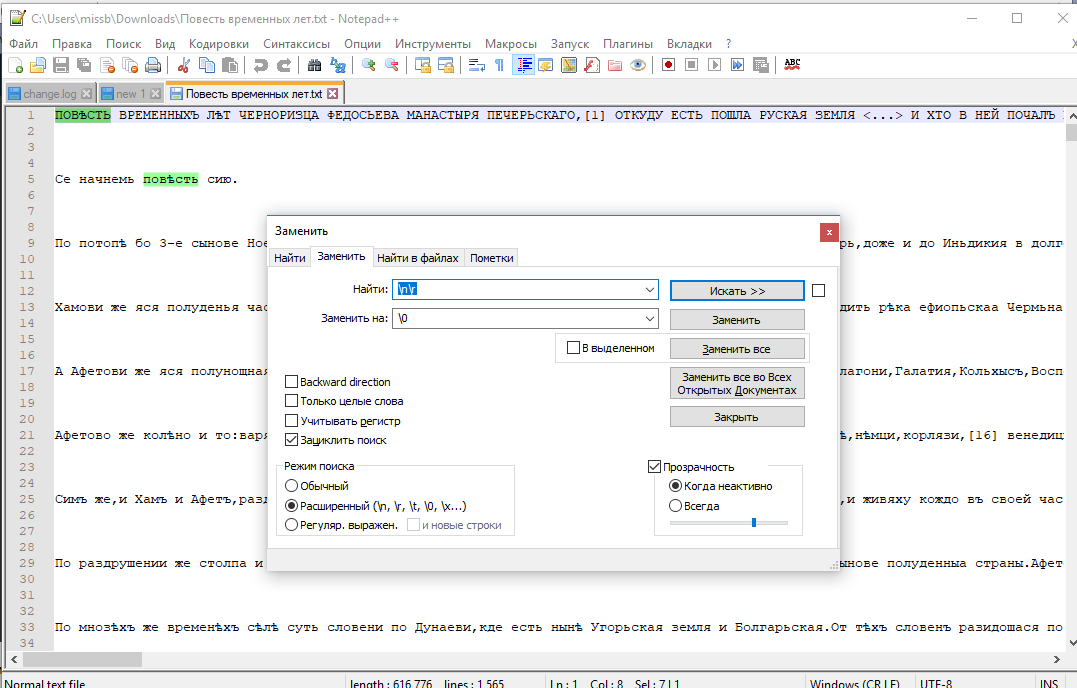 C:\Users\missb\Downloads\Повесть временных лет.txt - Notepad++
Файл Правка Поиск Вид Кодировки Синтаксисы Опции Инструменты Макросы Запуск Плагины Вкладки ? X
ABC
change.log new 1 Повесть временных лет.txt
1 ПОВѢСТЬ ВРЕМЕННЫХЪ ЛѢТ ЧЕРНОРИЗЦА ФЕДОСЬЕВА МАНАСТЫРЯ ПЕЧЕРЬСКАГО,[1] ОТКУДУ ЕСТЬ ПОШЛА РУСКАЯ ЗЕМЛЯ <...> И ХТО В НЕЙ ПОЧАЛЪ
2
3
4
5 Се начнемь повѣсть сию.
6
7
8
9 По потопѣ бо 3-е сынове Ное рь,доже и до Иньдикия в долг
10
11
12
13 Хамови же яся полуденья час дить рѣка ефиопьскаа Чермьна
14
15
16
17 А Афетови же яся полунощная лагони,Галатия,Кольхысъ,Восп
18
19
20
21 Афетово же колѣно и то:варя ѣ,нѣмци,корлязи,[16] венедиц
22
23
24
25 Симъ же,и Хамъ и Афетъ,разд ,и живяху кождо въ своей час
26
27
28
29 По раздрушении же столпа и ынове полуденныа страны.Афет
30
31
32
33 По мнозѣхъ же временѣхъ сѣлѣ суть словени по Дунаеви,кде есть нынѣ Угорьская земля и Болгарьская.От тѣхъ словенъ разидошася по
34
Заменить x
Найти Заменить Найти в файлах Пометки
Найти: \n\r Искать >>
Заменить на: \0 Заменить
В выделенном Заменить все
Заменить все во Всех
Открытых Документах
Закрыть
Backward direction
Только целые слова
Учитывать регистр
Зациклить поиск
Режим поиска
Обычный
Расширенный (\n, \r, \t, \0, \x...)
Регуляр. выражен. и новые строки
Прозрачность
Когда неактивно
Всегда
Normal text file length : 616 776 lines : 1 565 Ln : 1 Col : 8 Sel : 7 | 1 Windows (CR LF) UTF-8 INS